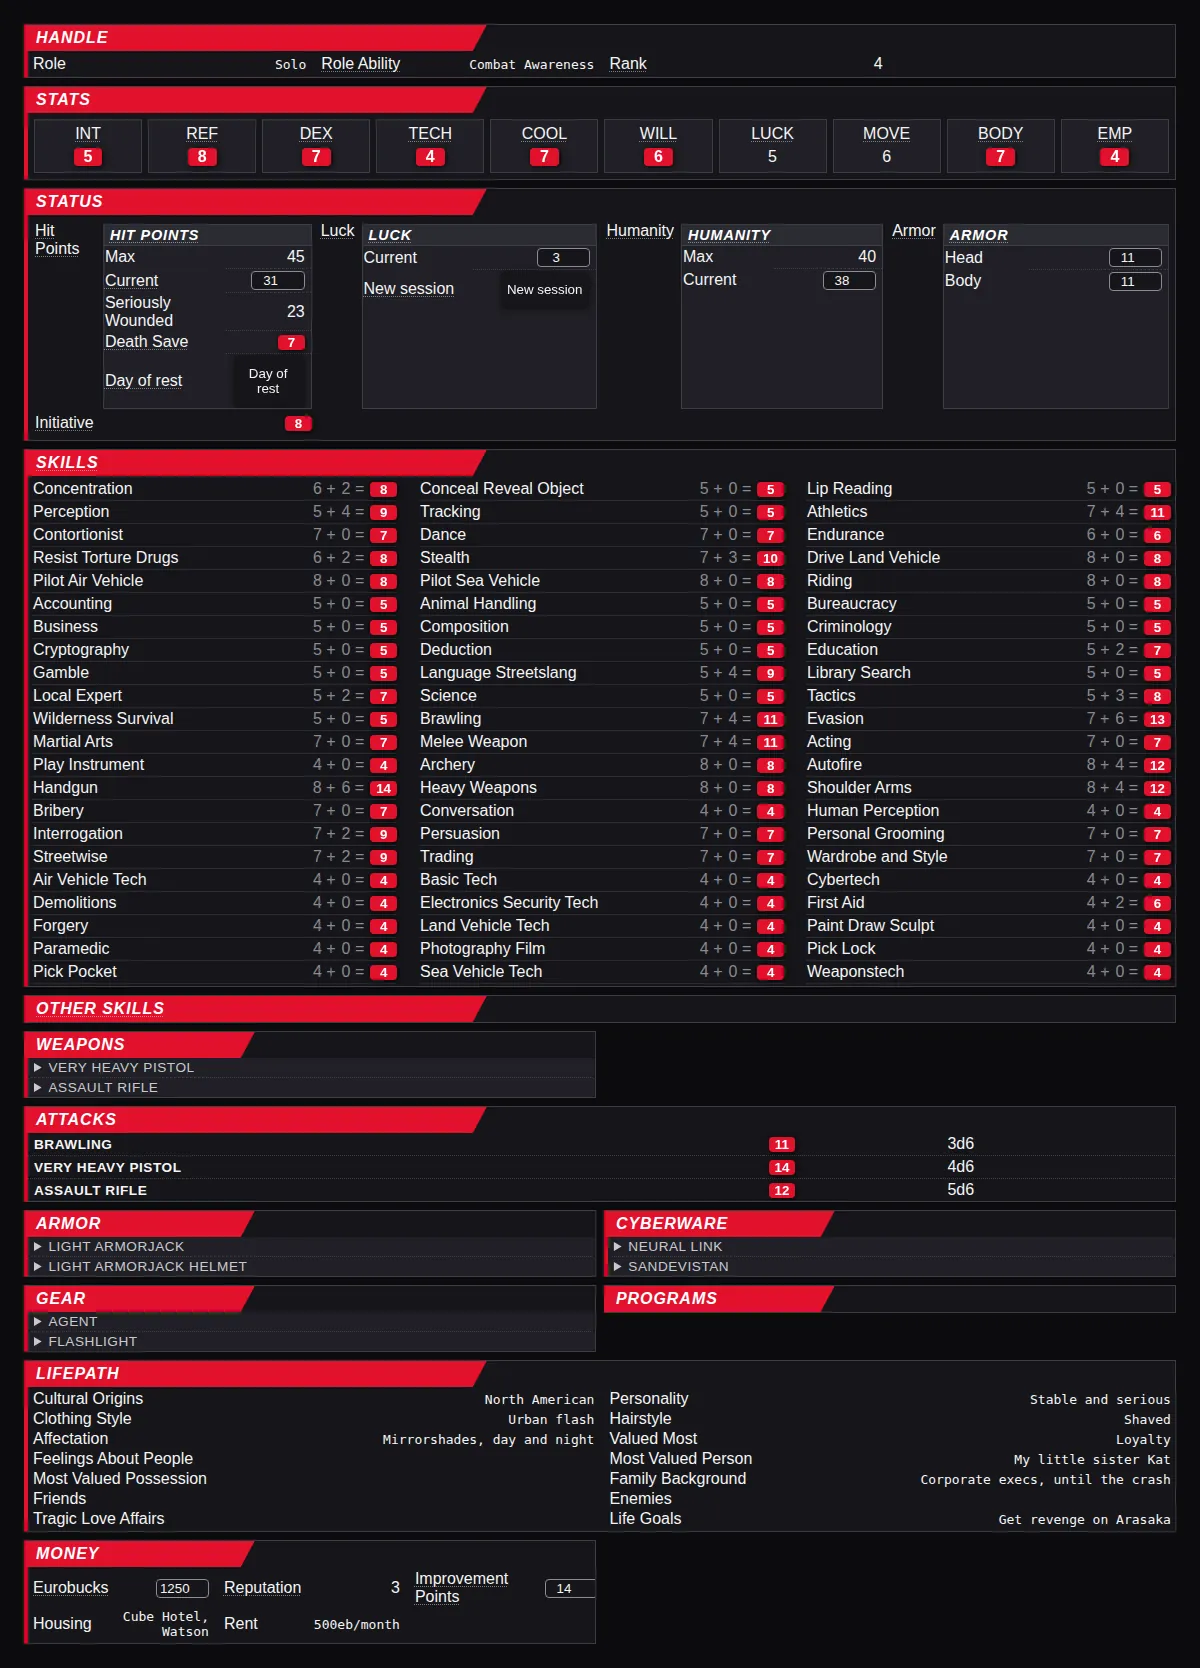 HANDLE
Role Solo Role Ability Combat Awareness Rank 4
STATS
INT REF DEX TECH COOL WILL LUCK MOVE BODY EMP
5 8 7 4 7 6 5 6 7 4
STATUS
Hit Points
HIT POINTS
Max 45
Current 31
Seriously Wounded 23
Death Save 7
Day of rest Day of rest
Luck
LUCK
Current 3
New session New session
Humanity
HUMANITY
Max 40
Current 38
Armor
ARMOR
Head 11
Body 11
Initiative 8
SKILLS
Concentration 6 + 2 = 8 Conceal Reveal Object 5 + 0 = 5 Lip Reading 5 + 0 = 5
Perception 5 + 4 = 9 Tracking 5 + 0 = 5 Athletics 7 + 4 = 11
Contortionist 7 + 0 = 7 Dance 7 + 0 = 7 Endurance 6 + 0 = 6
Resist Torture Drugs 6 + 2 = 8 Stealth 7 + 3 = 10 Drive Land Vehicle 8 + 0 = 8
Pilot Air Vehicle 8 + 0 = 8 Pilot Sea Vehicle 8 + 0 = 8 Riding 8 + 0 = 8
Accounting 5 + 0 = 5 Animal Handling 5 + 0 = 5 Bureaucracy 5 + 0 = 5
Business 5 + 0 = 5 Composition 5 + 0 = 5 Criminology 5 + 0 = 5
Cryptography 5 + 0 = 5 Deduction 5 + 0 = 5 Education 5 + 2 = 7
Gamble 5 + 0 = 5 Language Streetslang 5 + 4 = 9 Library Search 5 + 0 = 5
Local Expert 5 + 2 = 7 Science 5 + 0 = 5 Tactics 5 + 3 = 8
Wilderness Survival 5 + 0 = 5 Brawling 7 + 4 = 11 Evasion 7 + 6 = 13
Martial Arts 7 + 0 = 7 Melee Weapon 7 + 4 = 11 Acting 7 + 0 = 7
Play Instrument 4 + 0 = 4 Archery 8 + 0 = 8 Autofire 8 + 4 = 12
Handgun 8 + 6 = 14 Heavy Weapons 8 + 0 = 8 Shoulder Arms 8 + 4 = 12
Bribery 7 + 0 = 7 Conversation 4 + 0 = 4 Human Perception 4 + 0 = 4
Interrogation 7 + 2 = 9 Persuasion 7 + 0 = 7 Personal Grooming 7 + 0 = 7
Streetwise 7 + 2 = 9 Trading 7 + 0 = 7 Wardrobe and Style 7 + 0 = 7
Air Vehicle Tech 4 + 0 = 4 Basic Tech 4 + 0 = 4 Cybertech 4 + 0 = 4
Demolitions 4 + 0 = 4 Electronics Security Tech 4 + 0 = 4 First Aid 4 + 2 = 6
Forgery 4 + 0 = 4 Land Vehicle Tech 4 + 0 = 4 Paint Draw Sculpt 4 + 0 = 4
Paramedic 4 + 0 = 4 Photography Film 4 + 0 = 4 Pick Lock 4 + 0 = 4
Pick Pocket 4 + 0 = 4 Sea Vehicle Tech 4 + 0 = 4 Weaponstech 4 + 0 = 4
OTHER SKILLS
WEAPONS
VERY HEAVY PISTOL
ASSAULT RIFLE
ATTACKS
BRAWLING 11 3d6
VERY HEAVY PISTOL 14 4d6
ASSAULT RIFLE 12 5d6
ARMOR
LIGHT ARMORJACK
LIGHT ARMORJACK HELMET
CYBERWARE
NEURAL LINK
SANDEVISTAN
GEAR
AGENT
FLASHLIGHT
PROGRAMS
LIFEPATH
Cultural Origins North American Personality Stable and serious
Clothing Style Urban flash Hairstyle Shaved
Affectation Mirrorshades, day and night Valued Most Loyalty
Feelings About People Most Valued Person My little sister Kat
Most Valued Possession Family Background Corporate execs, until the crash
Friends Enemies
Tragic Love Affairs Life Goals Get revenge on Arasaka
MONEY
Eurobucks 1250 Reputation 3 Improvement Points 14
Housing Cube Hotel, Watson Rent 500eb/month